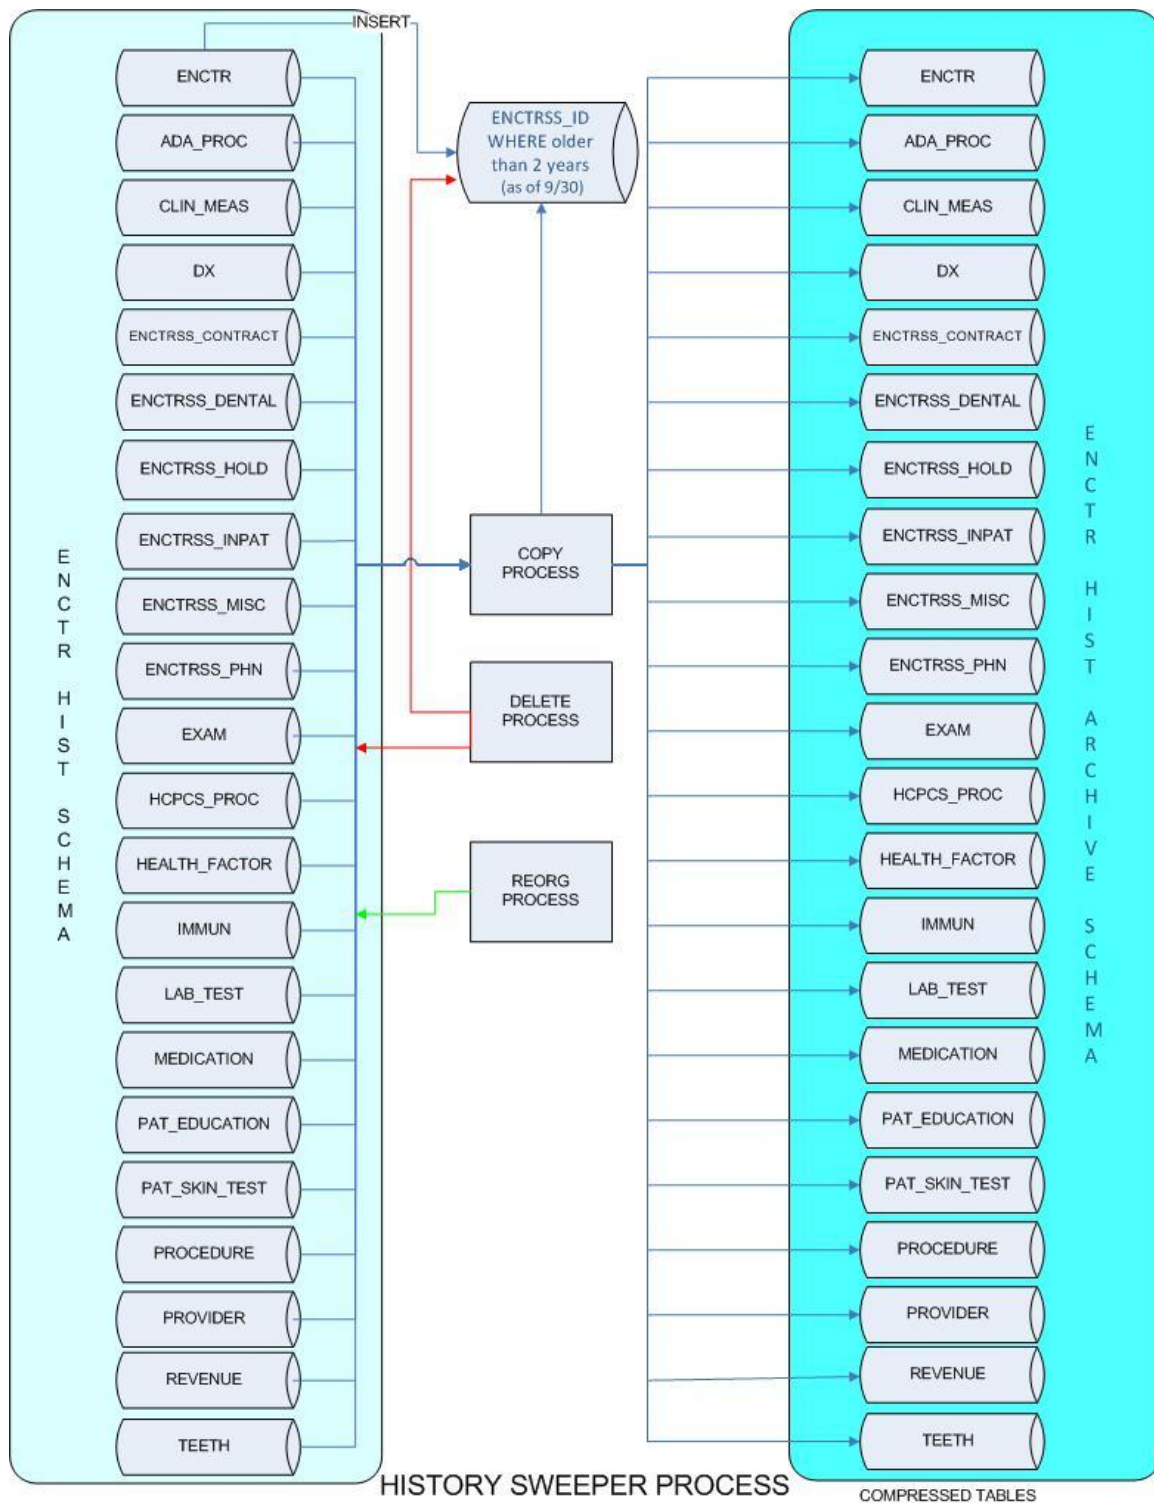 INSERT
ENCTR
ADA_PROC
CLIN_MEAS
DX
ENCTRSS_CONTRACT
ENCTRSS_DENTAL
ENCTRSS_HOLD
ENCTRSS_INPAT
ENCTRSS_MISC
ENCTRSS_PHN
EXAM
HCPCS_PROC
HEALTH_FACTOR
IMMUN
LAB_TEST
MEDICATION
PAT_EDUCATION
PAT_SKIN_TEST
PROCEDURE
PROVIDER
REVENUE
TEETH
ENCTR HIST SCHEMA
ENCTRSS_ID
WHERE older
than 2 years
(as of 9/30)
COPY
PROCESS
DELETE
PROCESS
REORG
PROCESS
ENCTR
ADA_PROC
CLIN_MEAS
DX
ENCTRSS_CONTRACT
ENCTRSS_DENTAL
ENCTRSS_HOLD
ENCTRSS_INPAT
ENCTRSS_MISC
ENCTRSS_PHN
EXAM
HCPCS_PROC
HEALTH_FACTOR
IMMUN
LAB_TEST
MEDICATION
PAT_EDUCATION
PAT_SKIN_TEST
PROCEDURE
PROVIDER
REVENUE
TEETH
ENCTR HIST ARCHIVE SCHEMA
HISTORY SWEEPER PROCESS
COMPRESSED TABLES